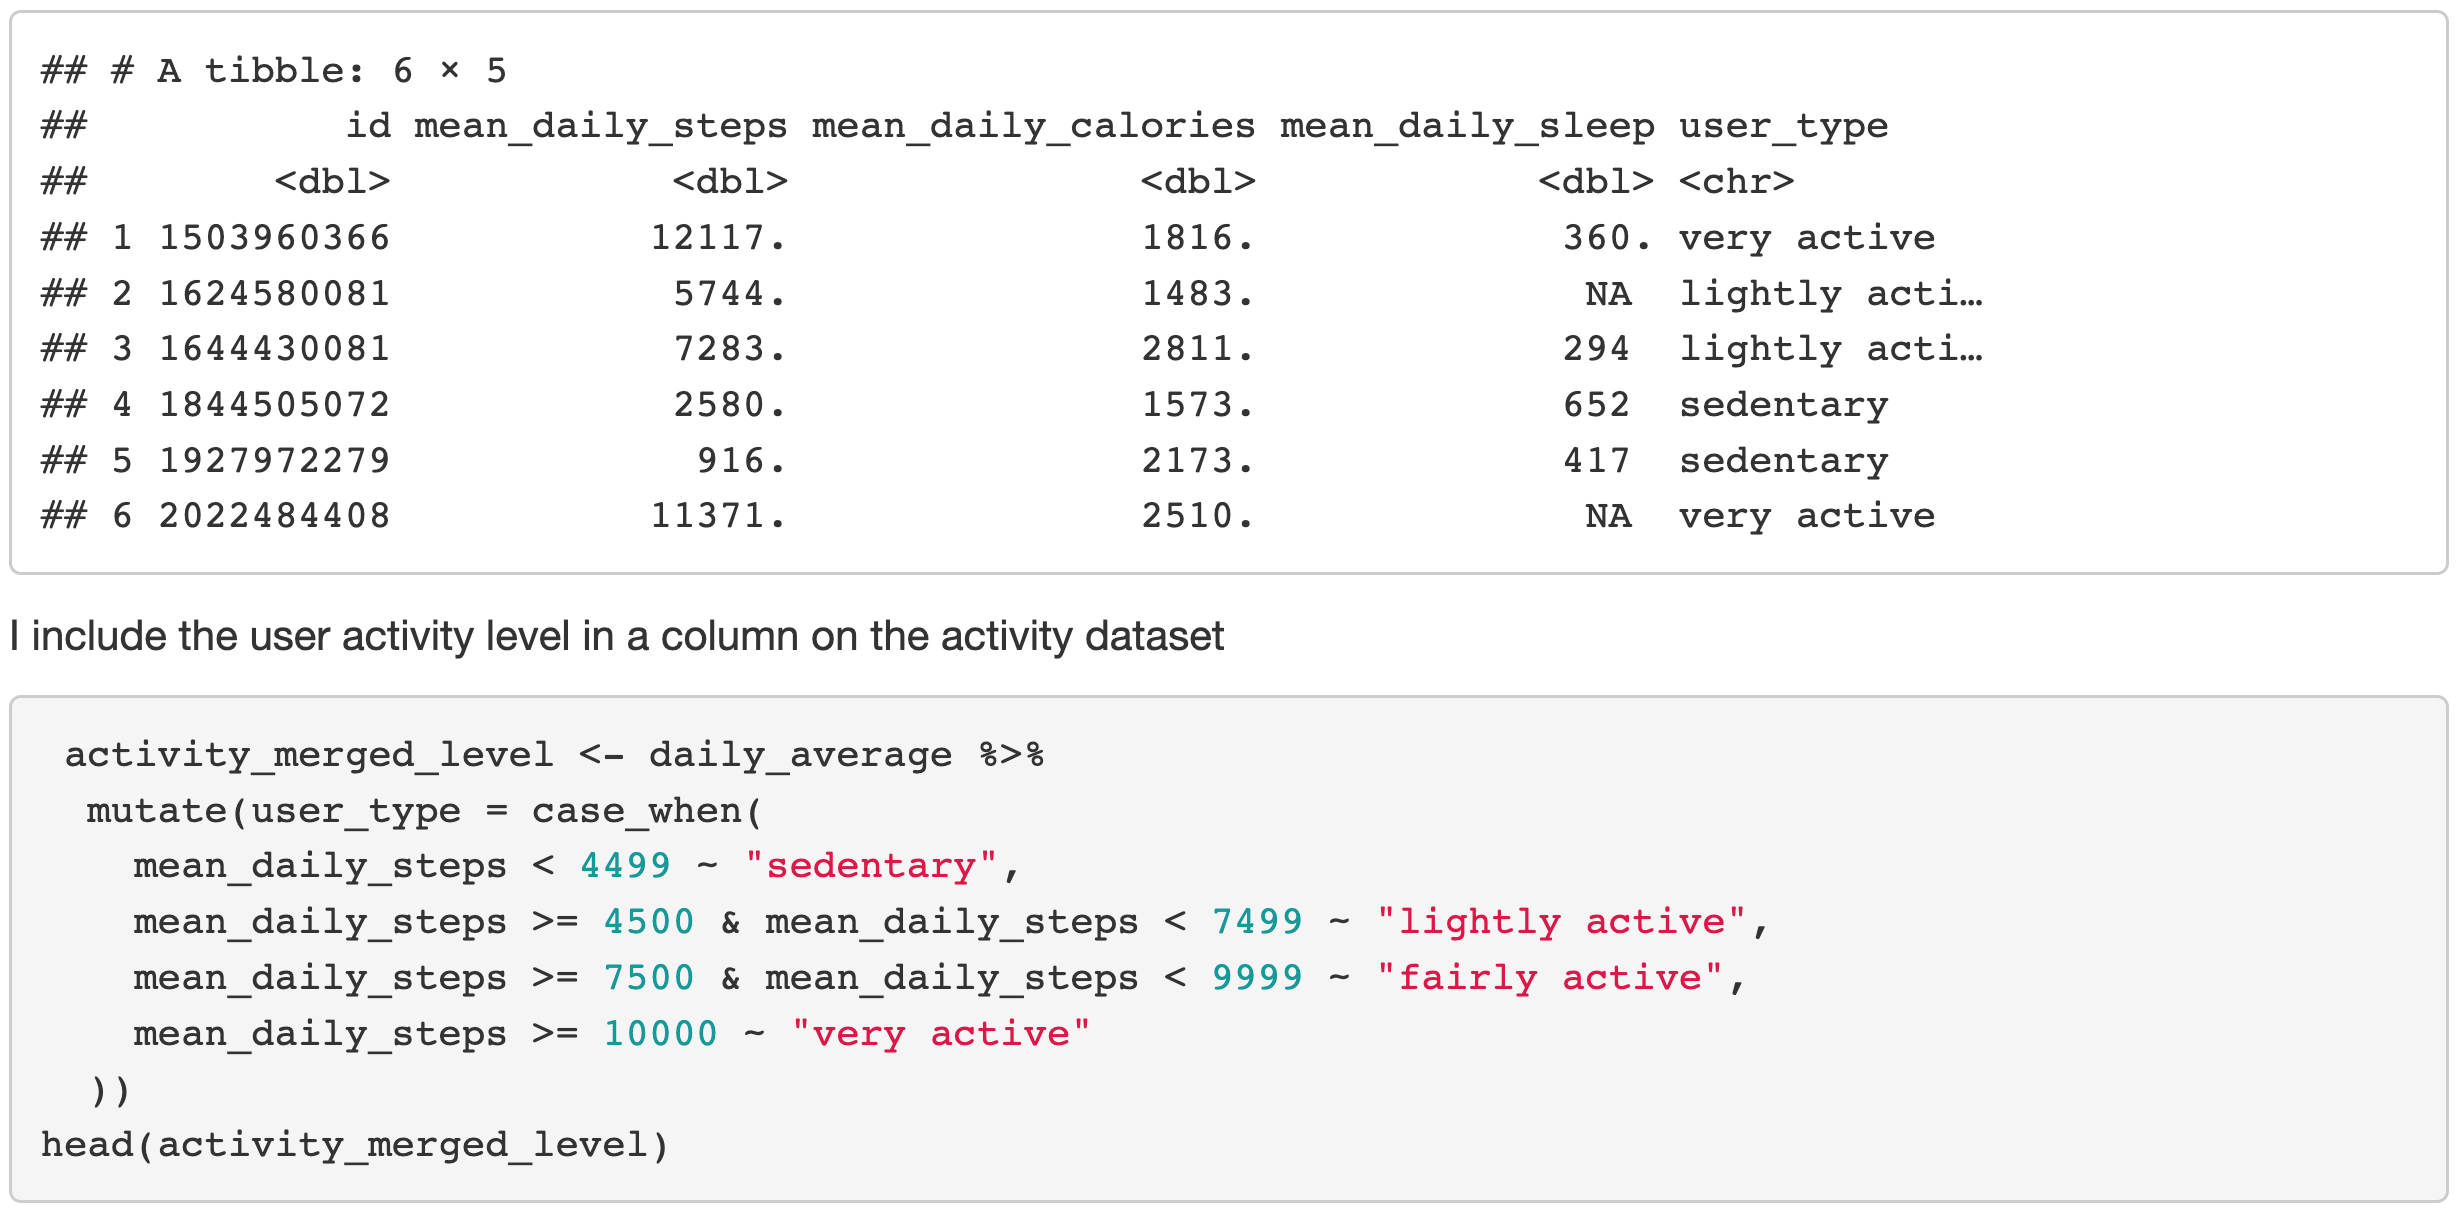 ## # A tibble: 6 × 5
##           id mean_daily_steps mean_daily_calories mean_daily_sleep user_type
##        <dbl>            <dbl>               <dbl>            <dbl> <chr>
## 1 1503960366           12117.               1816.             360. very active
## 2 1624580081            5744.               1483.              NA  lightly acti…
## 3 1644430081            7283.               2811.             294  lightly acti…
## 4 1844505072            2580.               1573.             652  sedentary
## 5 1927972279             916.               2173.             417  sedentary
## 6 2022484408           11371.               2510.              NA  very active
I include the user activity level in a column on the activity dataset
 activity_merged_level <- daily_average %>%
  mutate(user_type = case_when(
    mean_daily_steps < 4499 ~ "sedentary",
    mean_daily_steps >= 4500 & mean_daily_steps < 7499 ~ "lightly active",
    mean_daily_steps >= 7500 & mean_daily_steps < 9999 ~ "fairly active",
    mean_daily_steps >= 10000 ~ "very active"
  ))
head(activity_merged_level)